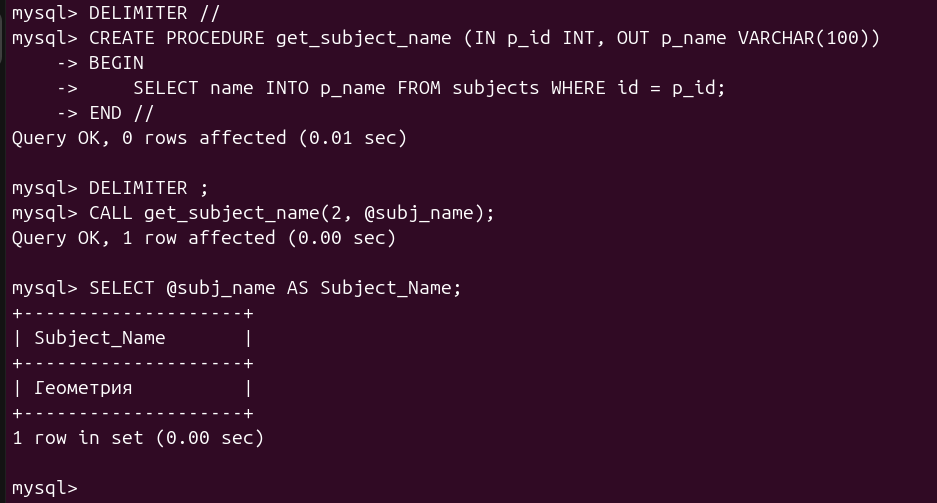 mysql> DELIMITER //
mysql> CREATE PROCEDURE get_subject_name (IN p_id INT, OUT p_name VARCHAR(100))
    -> BEGIN
    ->     SELECT name INTO p_name FROM subjects WHERE id = p_id;
    -> END //
Query OK, 0 rows affected (0.01 sec)

mysql> DELIMITER ;
mysql> CALL get_subject_name(2, @subj_name);
Query OK, 1 row affected (0.00 sec)

mysql> SELECT @subj_name AS Subject_Name;
+--------------------+
| Subject_Name       |
+--------------------+
| Геометрия          |
+--------------------+
1 row in set (0.00 sec)

mysql>